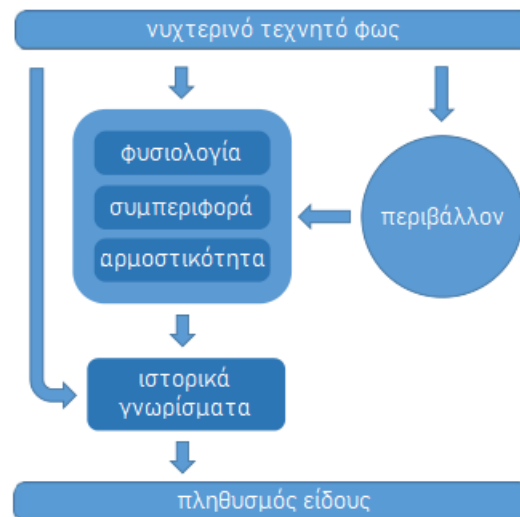 νυχτερινό τεχνητό φως
φυσιολογία
συμπεριφορά
αρμοστικότητα
περιβάλλον
ιστορικά
γνωρίσματα
πληθυσμός είδους